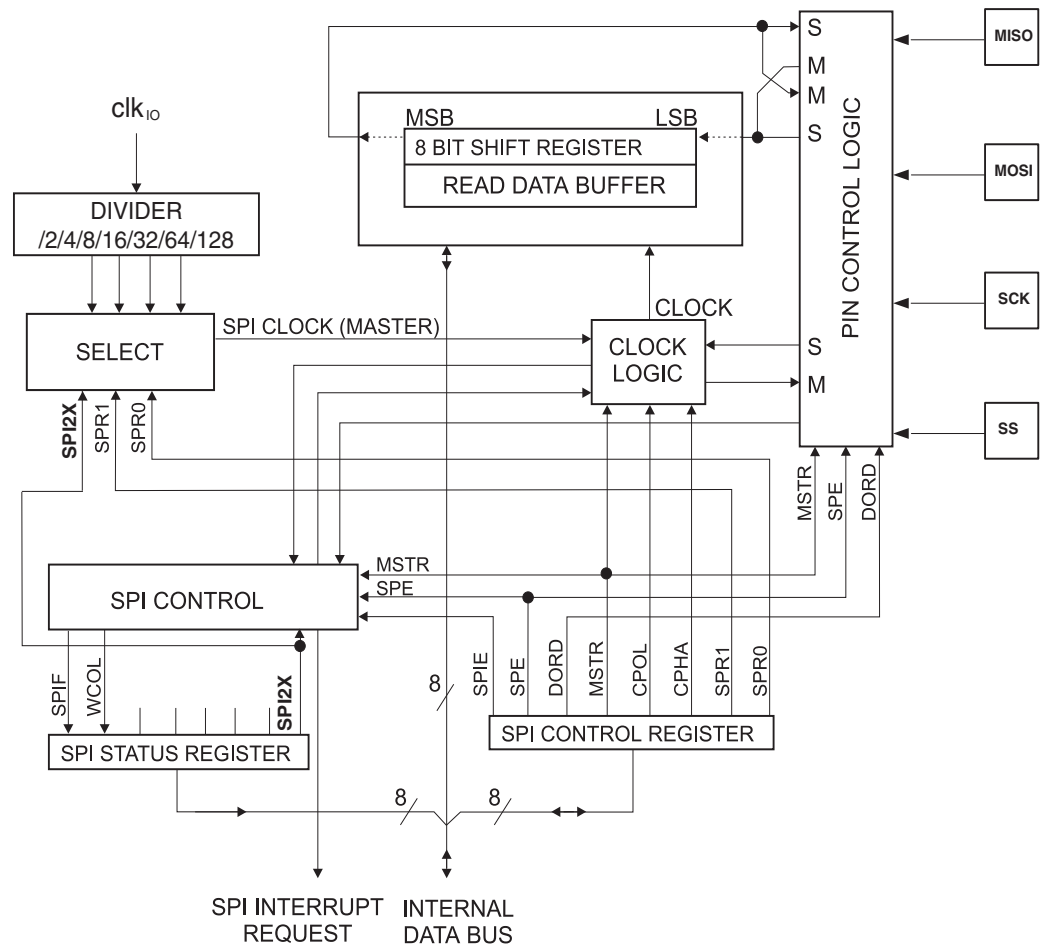 S
MISO
M
M
clk IO
MSB
LSB
S
8 BIT SHIFT REGISTER
READ DATA BUFFER
MOSI
DIVIDER
/2/4/8/16/32/64/128
PIN CONTROL LOGIC
SCK
CLOCK
SPI CLOCK (MASTER)
SELECT
CLOCK
LOGIC
S
M
SS
SPI2X
SPR1
SPR0
MSTR
SPE
DORD
MSTR
SPE
SPI CONTROL
SPIF
WCOL
SPI2X
8
SPIE
SPE
DORD
MSTR
CPOL
CPHA
SPR1
SPR0
SPI STATUS REGISTER
SPI CONTROL REGISTER
8
8
SPI INTERRUPT
REQUEST
INTERNAL
DATA BUS